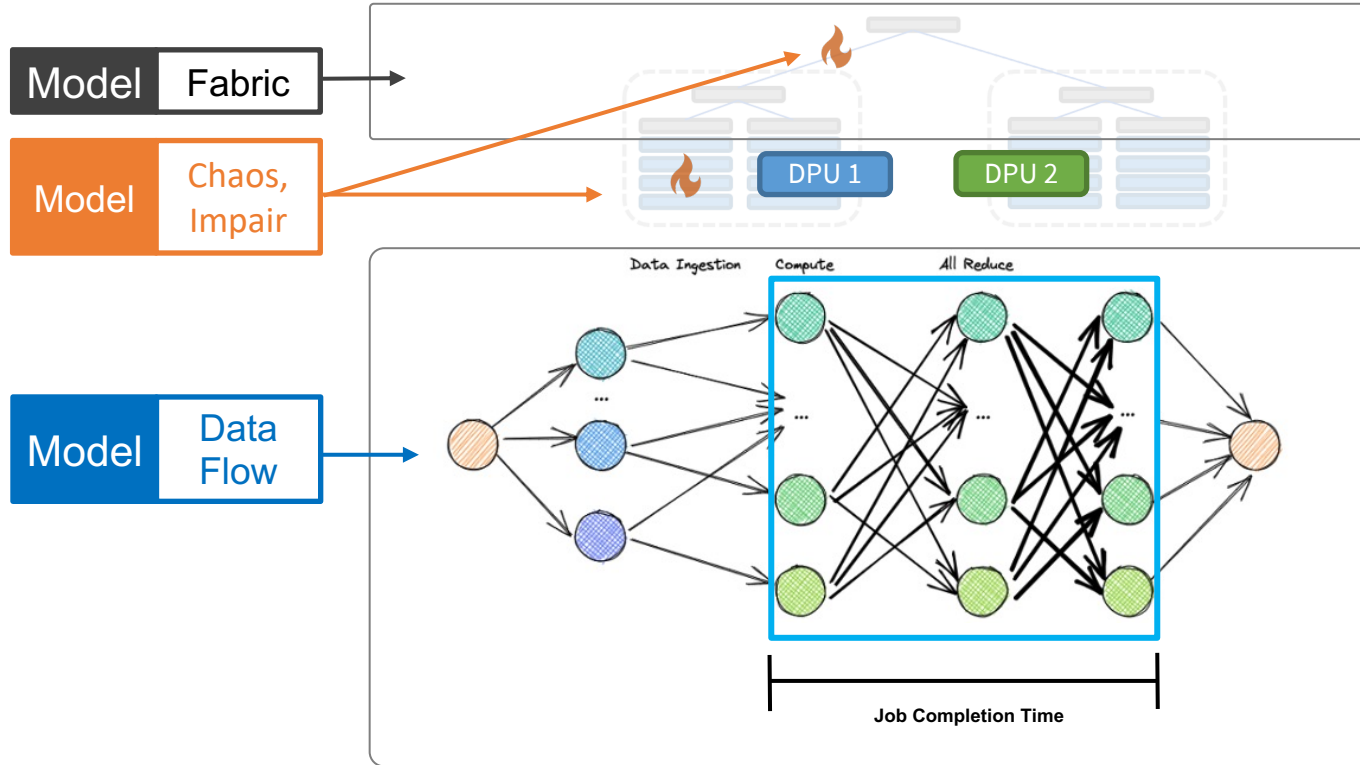 Model
Fabric
Model
Chaos,
Impair
DPU 1
DPU 2
Data Ingestion
Compute
All Reduce
...
...
...
...
Model
Data
Flow
Job Completion Time